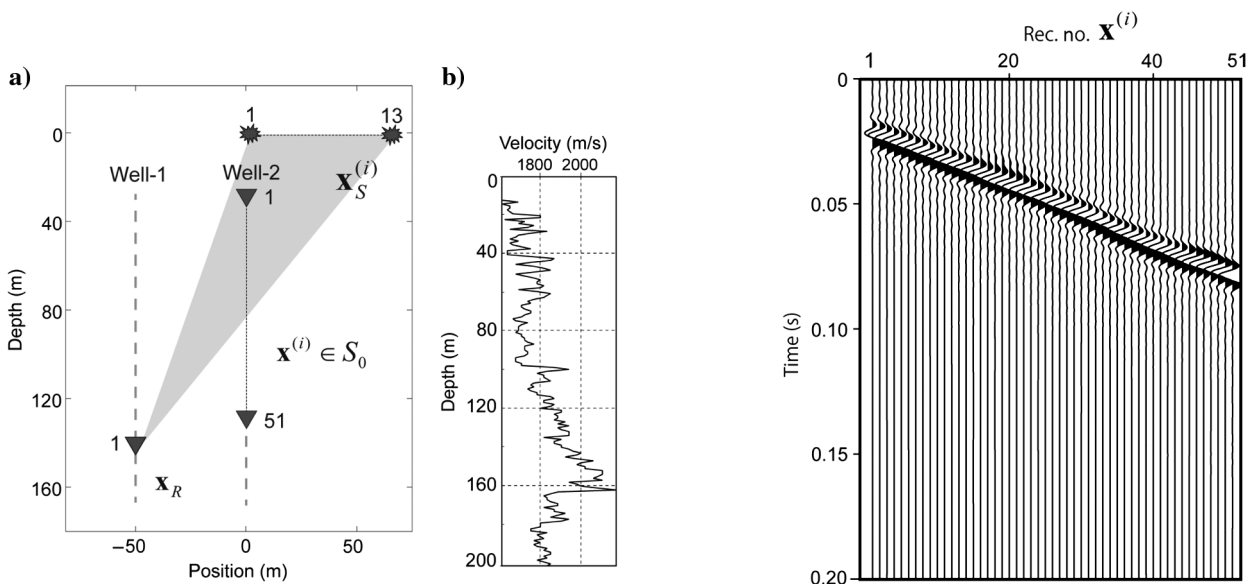 a)
1
13
0
Well-1
Well-2
x_S^(i)
1
40
80
x^(i) ∈ S_0
120
51
1
x_R
160
Depth (m)
−50
0
50
Position (m)
b)
Velocity (m/s)
1800 2000
0
40
80
120
160
200
Depth (m)
Rec. no. x^(i)
1 20 40 51
0
0.05
0.10
0.15
0.20
Time (s)